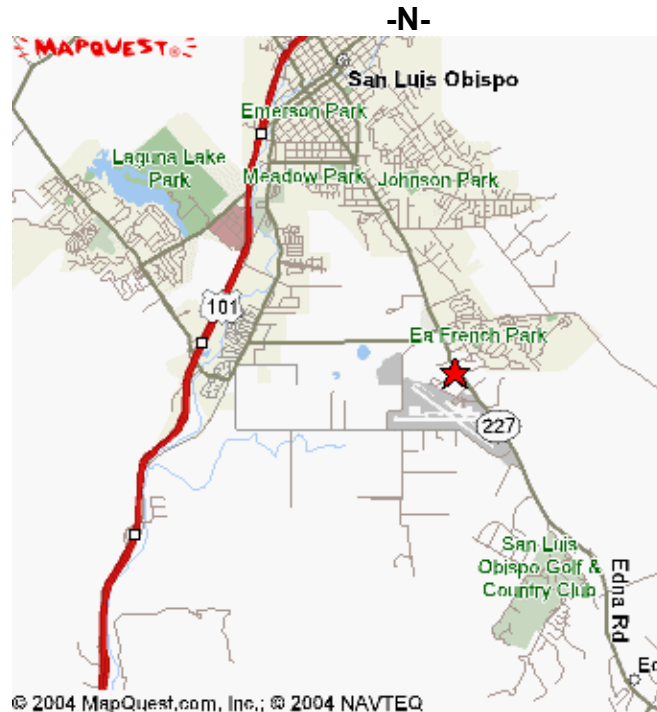 -N-
MAPQUEST
San Luis Obispo
Emerson Park
Laguna Lake
Park
Meadow Park
Johnson Park
101
Ea French Park
227
San Luis
Obispo Golf &
Country Club
Edna Rd
Ed
© 2004 MapQuest.com, Inc.; © 2004 NAVTEQ